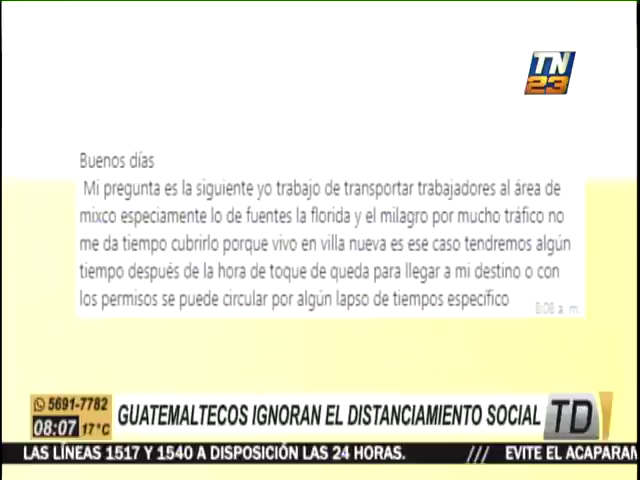 TN
23
Buenos días
Mi pregunta es la siguiente yo trabajo de transportar trabajadores al área de
mixco especiamente lo de fuentes la florida y el milagro por mucho tráfico no
me da tiempo cubrirlo porque vivo en villa nueva es ese caso tendremos algún
tiempo después de la hora de toque de queda para llegar a mi destino o con
los permisos se puede circular por algún lapso de tiempos específico
8:06 a. m.
5691-7782
08:07 17°C
GUATEMALTECOS IGNORAN EL DISTANCIAMIENTO SOCIAL
TD
LAS LÍNEAS 1517 Y 1540 A DISPOSICIÓN LAS 24 HORAS. /// EVITE EL ACAPARAM